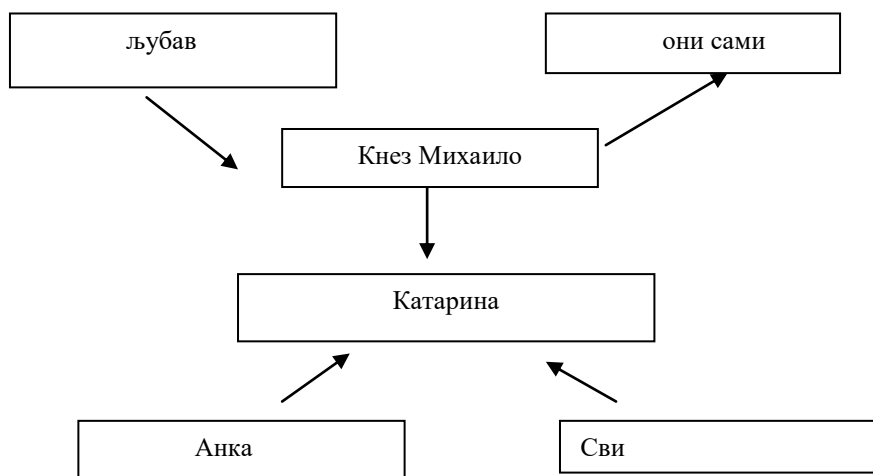 љубав
они сами
Кнез Михаило
Катарина
Анка
Сви